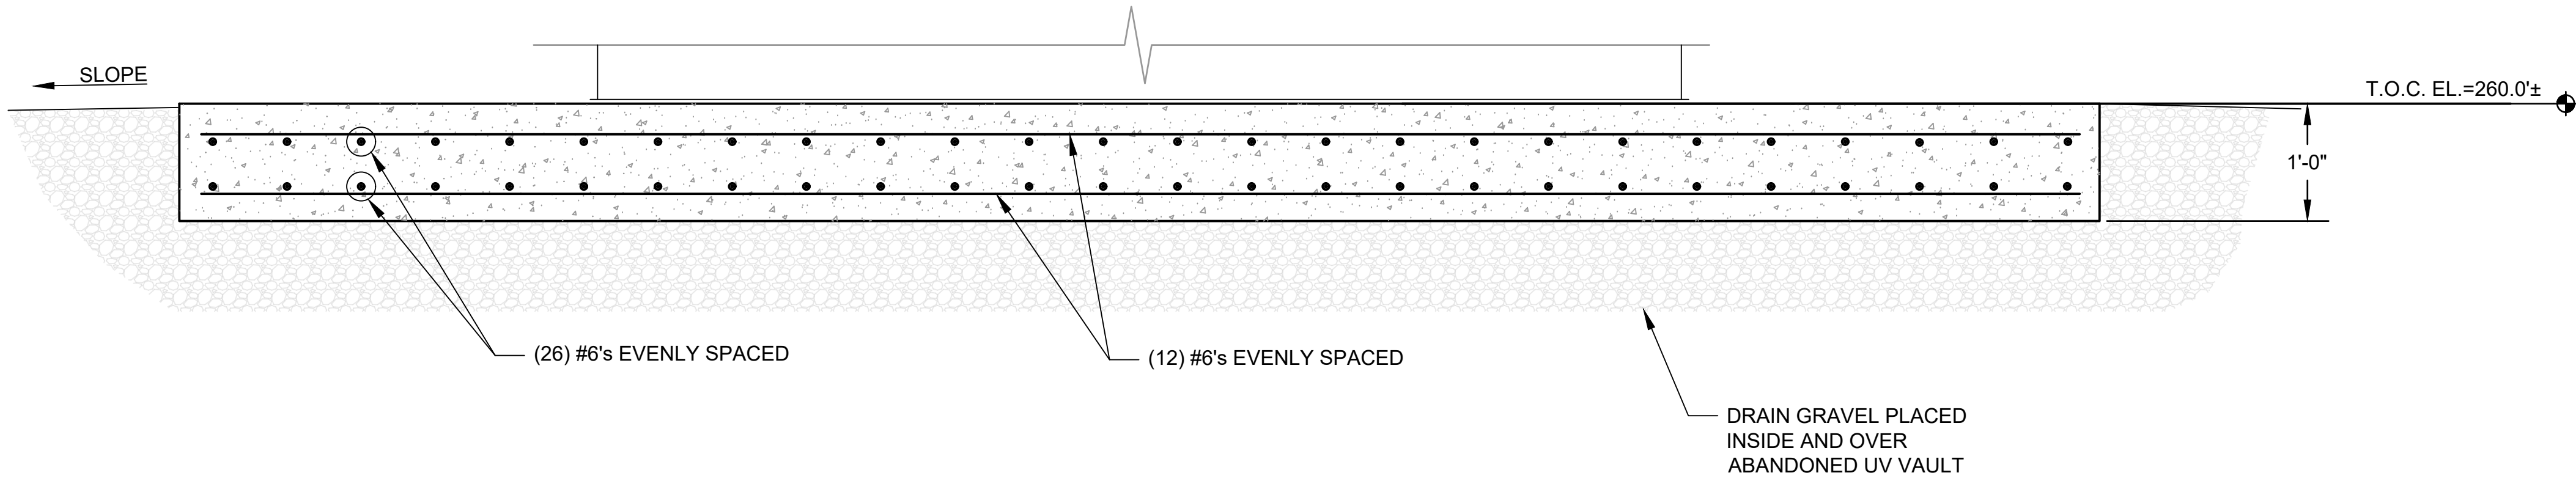 SLOPE
T.O.C. EL.=260.0'±
1'-0"
(26) #6's EVENLY SPACED
(12) #6's EVENLY SPACED
DRAIN GRAVEL PLACED
INSIDE AND OVER
ABANDONED UV VAULT